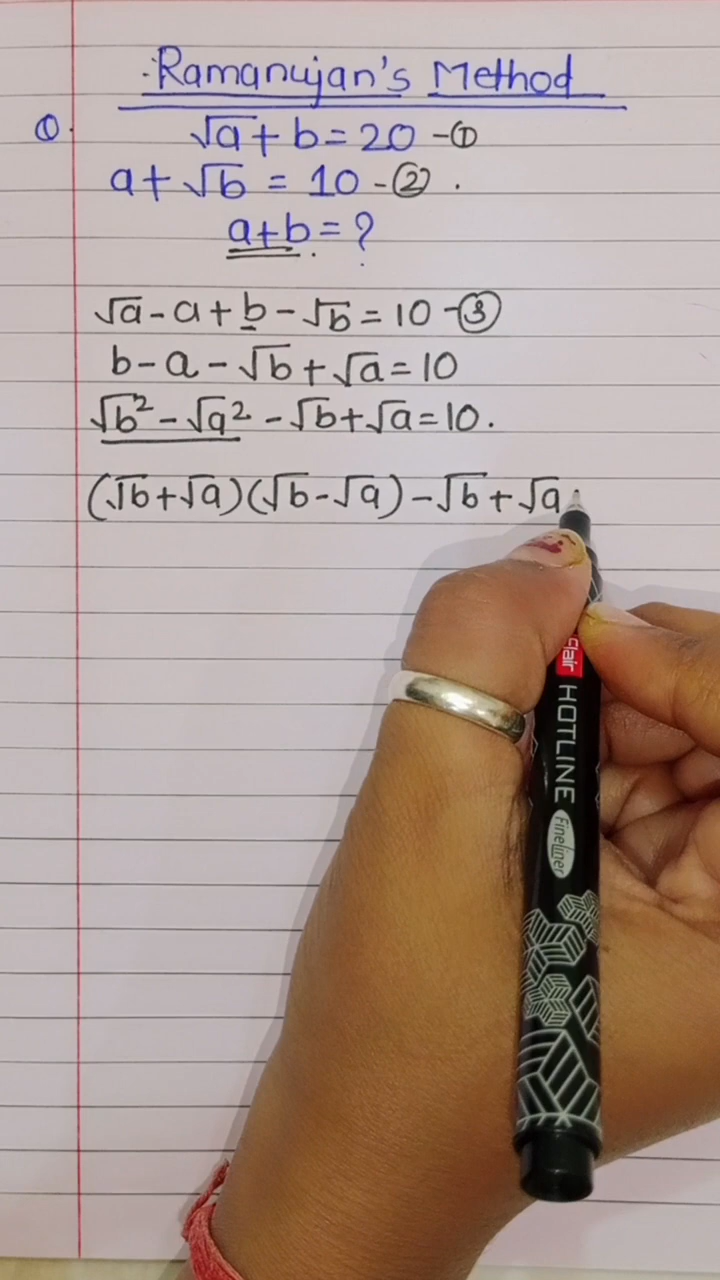 Ramanujan's Method
①. √a + b = 20 -①
a + √b = 10 -② .
a+b = ?
√a - a + b - √b = 10 -③
b - a - √b + √a = 10
√b² - √a² - √b + √a = 10.
(√b + √a)(√b - √a) - √b + √a
Flair HOTLINE Fineliner